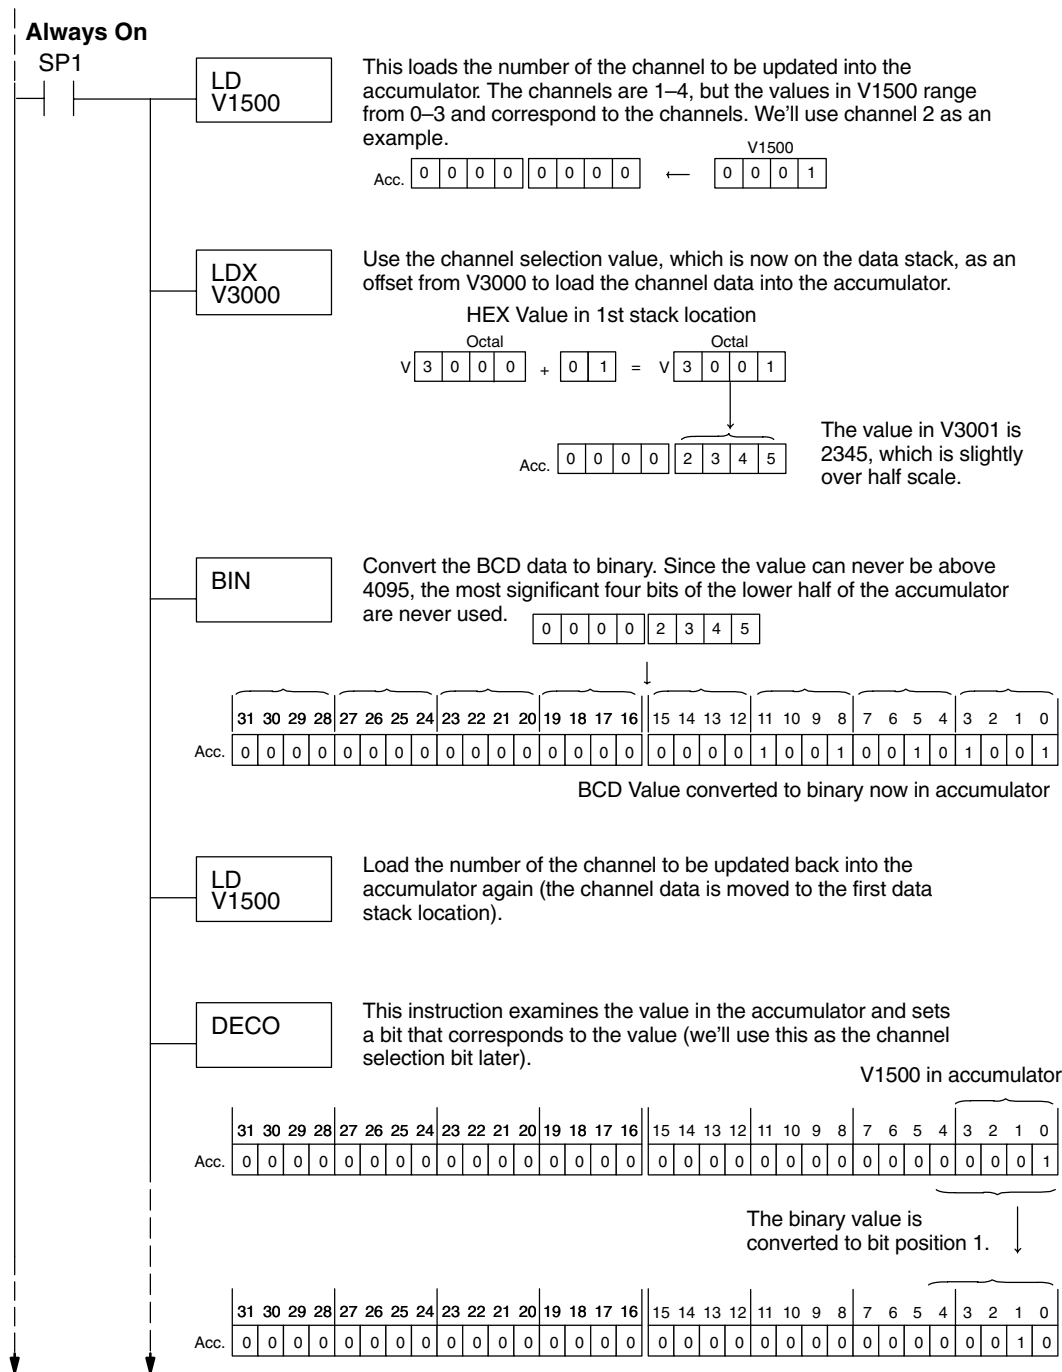 Always On
SP1
LD
V1500
This loads the number of the channel to be updated into the
accumulator. The channels are 1–4, but the values in V1500 range
from 0–3 and correspond to the channels. We'll use channel 2 as an
example.
V1500
Acc. 0 0 0 0 0 0 0 0 ← 0 0 0 1
LDX
V3000
Use the channel selection value, which is now on the data stack, as an
offset from V3000 to load the channel data into the accumulator.
HEX Value in 1st stack location
Octal Octal
V 3 0 0 0 + 0 1 = V 3 0 0 1
Acc. 0 0 0 0 2 3 4 5
The value in V3001 is
2345, which is slightly
over half scale.
BIN
Convert the BCD data to binary. Since the value can never be above
4095, the most significant four bits of the lower half of the accumulator
are never used.
0 0 0 0 2 3 4 5
31 30 29 28 27 26 25 24 23 22 21 20 19 18 17 16 15 14 13 12 11 10 9 8 7 6 5 4 3 2 1 0
Acc. 0 0 0 0 0 0 0 0 0 0 0 0 0 0 0 0 0 0 0 0 1 0 0 1 0 0 1 0 1 0 0 1
BCD Value converted to binary now in accumulator
LD
V1500
Load the number of the channel to be updated back into the
accumulator again (the channel data is moved to the first data
stack location).
DECO
This instruction examines the value in the accumulator and sets
a bit that corresponds to the value (we'll use this as the channel
selection bit later).
V1500 in accumulator
31 30 29 28 27 26 25 24 23 22 21 20 19 18 17 16 15 14 13 12 11 10 9 8 7 6 5 4 3 2 1 0
Acc. 0 0 0 0 0 0 0 0 0 0 0 0 0 0 0 0 0 0 0 0 0 0 0 0 0 0 0 0 0 0 0 1
The binary value is
converted to bit position 1.
31 30 29 28 27 26 25 24 23 22 21 20 19 18 17 16 15 14 13 12 11 10 9 8 7 6 5 4 3 2 1 0
Acc. 0 0 0 0 0 0 0 0 0 0 0 0 0 0 0 0 0 0 0 0 0 0 0 0 0 0 0 0 0 0 1 0